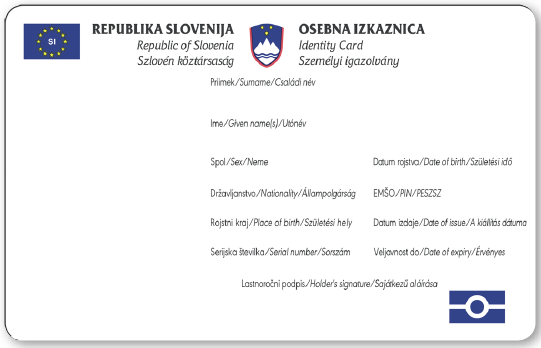 SI
REPUBLIKA SLOVENIJA
Republic of Slovenia
Szlovén köztársaság
OSEBNA IZKAZNICA
Identity Card
Személyi igazolvány
Priimek/Surname/Családi név
Ime/Given name(s)/Utónév
Spol/Sex/Neme
Datum rojstva/Date of birth/Születési idő
Državljanstvo/Nationality/Állampolgárság
EMŠO/PIN/PESZSZ
Rojstni kraj/Place of birth/Születési hely
Datum izdaje/Date of issue/A kiállítás dátuma
Serijska številka/Serial number/Sorszám
Veljavnost do/Date of expiry/Érvényes
Lastnoročni podpis/Holder's signature/Sajátkezű aláírása